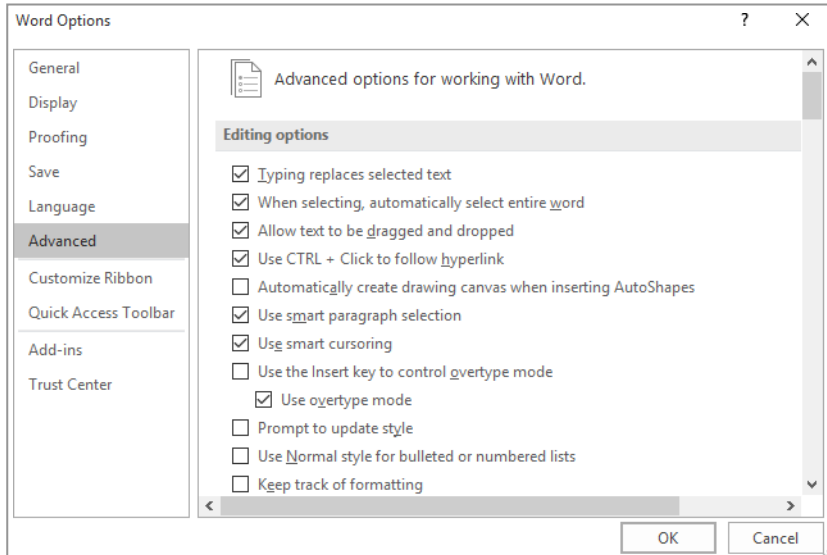 Word Options
?
General
Display
Proofing
Save
Language
Advanced
Customize Ribbon
Quick Access Toolbar
Add-ins
Trust Center
Advanced options for working with Word.
Editing options
Typing replaces selected text
When selecting, automatically select entire word
Allow text to be dragged and dropped
Use CTRL + Click to follow hyperlink
Automatically create drawing canvas when inserting AutoShapes
Use smart paragraph selection
Use smart cursoring
Use the Insert key to control overtype mode
Use overtype mode
Prompt to update style
Use Normal style for bulleted or numbered lists
Keep track of formatting
OK
Cancel